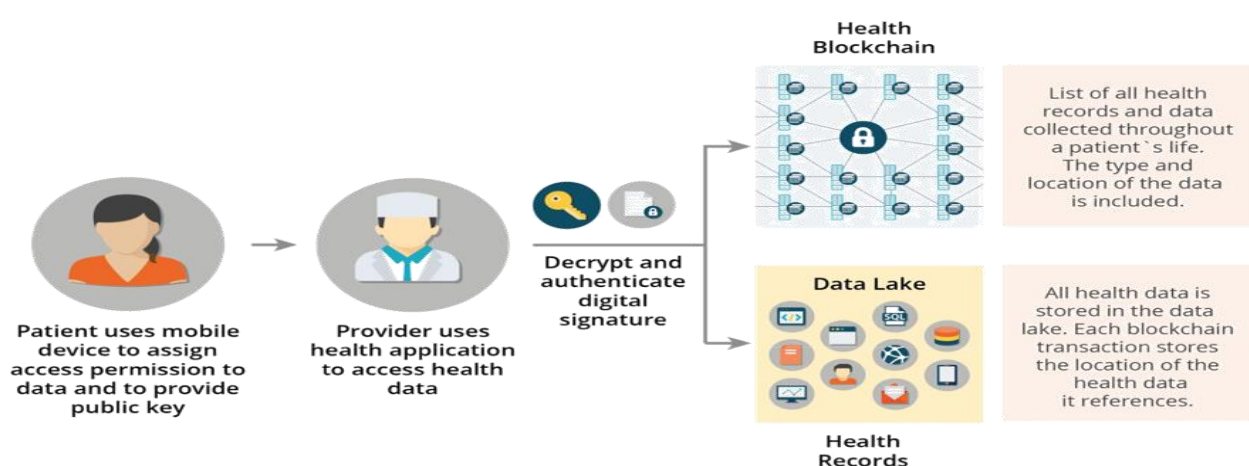 Health
Blockchain
List of all health
records and data
collected throughout
a patient`s life.
The type and
location of the data
is included.
Decrypt and
authenticate
digital
signature
Patient uses mobile
device to assign
access permission to
data and to provide
public key
Provider uses
health application
to access health
data
Data Lake
SQL
Health
Records
All health data is
stored in the data
lake. Each blockchain
transaction stores
the location of the
health data
it references.